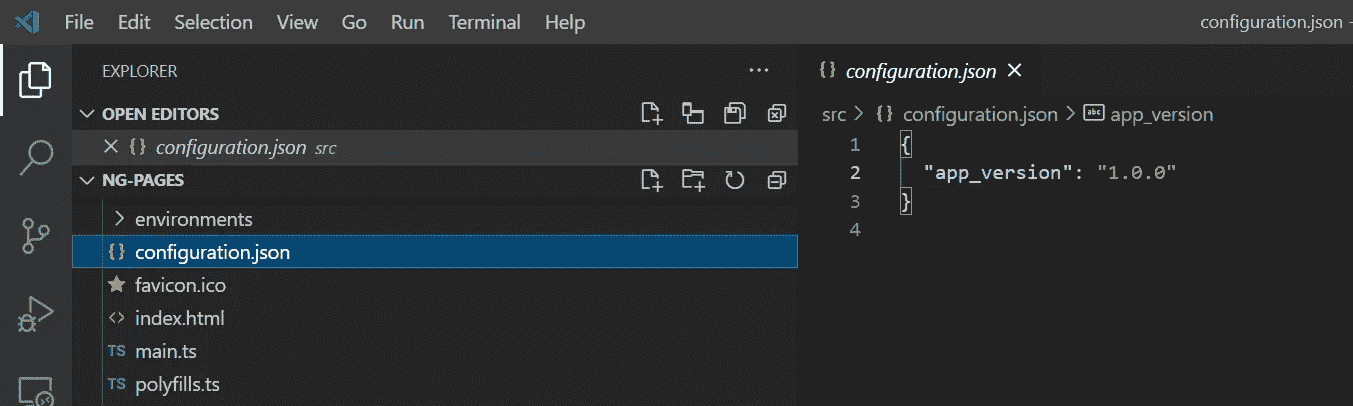 File Edit Selection View Go Run Terminal Help configuration.json -
EXPLORER
OPEN EDITORS
{} configuration.json src
NG-PAGES
environments
{} configuration.json
favicon.ico
<> index.html
TS main.ts
TS polyfills.ts
{} configuration.json
src > {} configuration.json > abc app_version
1 {
2 "app_version": "1.0.0"
3 }
4